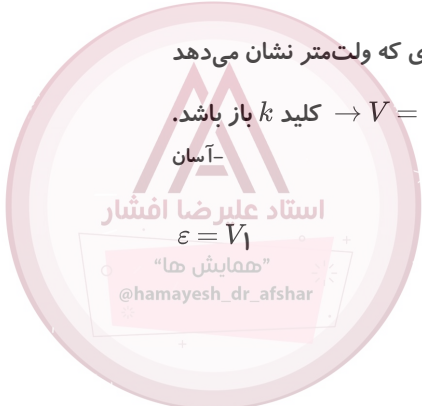 ی که ولت‌متر نشان می‌دهد
کلید k باز باشد. → V =
-آسان
استاد علیرضا افشار
ε = V₁
"همایش ها"
@hamayesh_dr_afshar